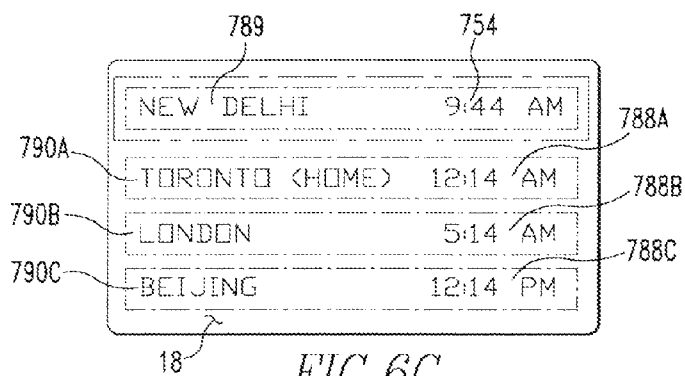 789 754
NEW DELHI 9:44 AM
790A 788A
TORONTO (HOME) 12:14 AM
790B 788B
LONDON 5:14 AM
790C 788C
BEIJING 12:14 PM
18
FIG.6C